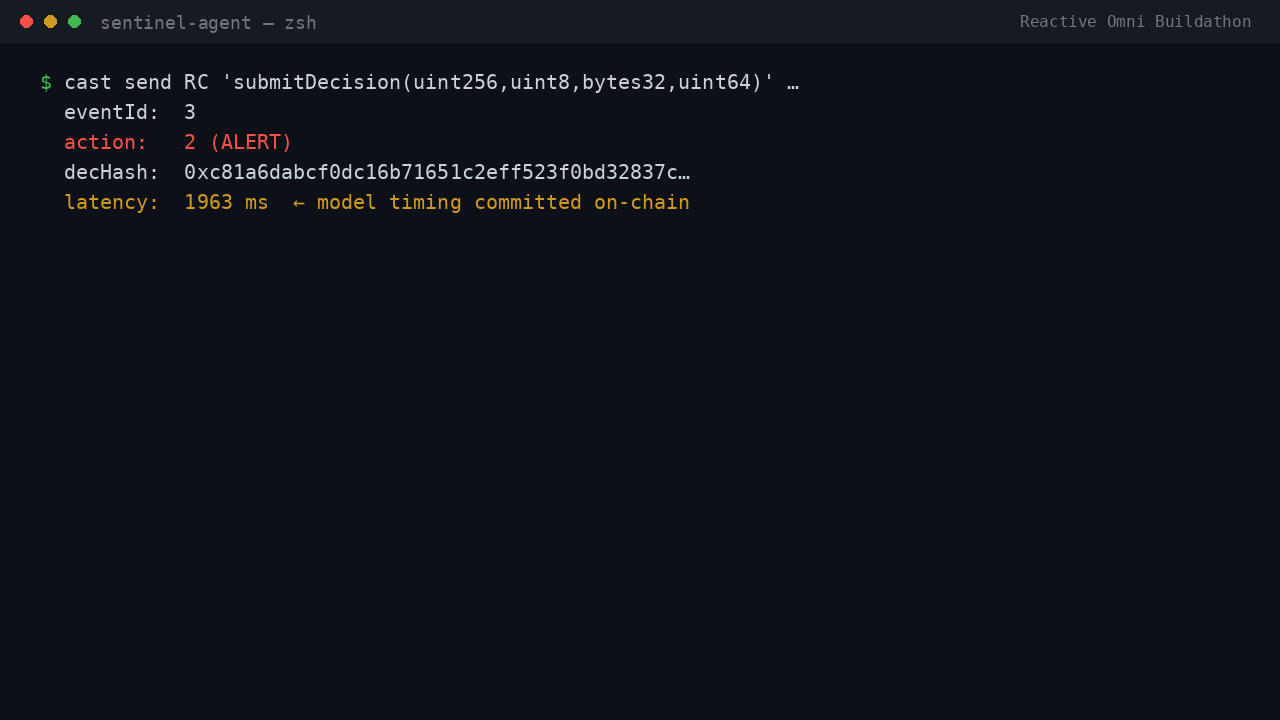 sentinel-agent — zsh
Reactive Omni Buildathon
$ cast send RC 'submitDecision(uint256,uint8,bytes32,uint64)' …
eventId: 3
action: 2 (ALERT)
decHash: 0xc81a6dabcf0dc16b71651c2eff523f0bd32837c…
latency: 1963 ms ← model timing committed on-chain